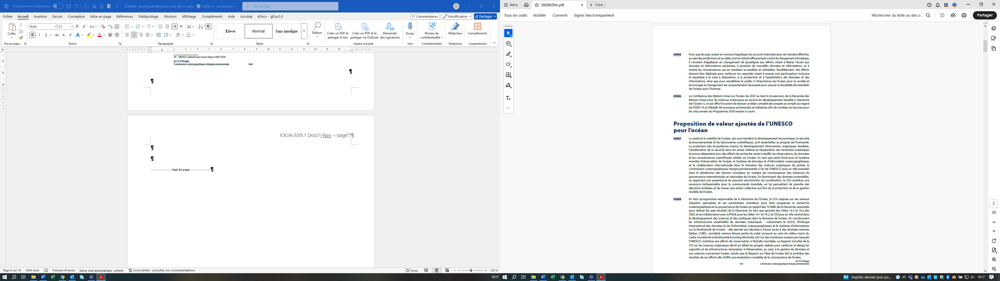 Enregistrement automatique
2500465F_MonitoredSelfRevision_Part_MD (1).docx
UNESCO - Unclassified
Rechercher
Fichier Accueil Insertion Dessin Conception Mise en page Références Publipostage Révision Affichage Compléments Aide Acrobat eDocs - gDoc2.0
Commentaires Modification Partager
Coller
Arial 12
Élevé Normal Sans interligne
Édition
Créer un PDF et partager le lien
Créer un PDF et le partager via Outlook
Demander des signatures
Dicter
Niveau de confidentialité
Rédacteur
Compléments
Presse-papi... Police Paragraphe Styles Adobe Acrobat Voix Confidentialité Rédacteur Compléments
29 UNESCO. Global Ocean Science Report 2020. 2020.
43 C/5 Projet
Commission océanographique intergouvernementale 140
¶
¶
IOC/A-33/5.1.Doc(1)·Rev.·–·page°7¶
¶
¶
Saut de page¶
Page 6 sur 19 5504 mots Français (France) Saisie semi-automatique : activée Accessibilité : consultez nos recommandations Focus 120 %
10:17
Menu
392982fre.pdf
Créer
Tous les outils Modifier Convertir Signer électroniquement
Rechercher du texte ou des o...
Partager
03005 Pour que les pays soient en mesure d'appliquer les accords internationaux de manière effective,
au sein des juridictions et au-delà, tout en luttant efficacement contre le changement climatique,
il convient d'appliquer un changement de paradigme aux efforts visant à libérer l'accès aux
données et informations existantes, à produire de nouvelles données et informations, et à
rendre les connaissances qui en résultent accessibles et utilisables. Parallèlement, des efforts
doivent être déployés pour renforcer les capacités visant à assurer une participation inclusive
et équitable à la mise à disposition, à la production et à l'exploitation des données et des
informations, ainsi que pour sensibiliser le public à l'importance de l'océan pour la société et
encourager le changement de comportement nécessaire pour assurer la durabilité des bienfaits
de l'océan pour l'homme.
03006 La Conférence des Nations Unies sur l'océan de 2025 se tient à mi-parcours de la Décennie des
Nations Unies pour les sciences océaniques au service du développement durable (« Décennie
de l'Océan »), ce qui offre l'occasion de dresser un bilan complet des progrès accomplis au regard
de l'ODD 14 et d'établir de nouveaux partenariats et initiatives afin de combler les lacunes pour
les cinq années du Programme 2030 restant à courir.
Proposition de valeur ajoutée de l'UNESCO
pour l'océan
03007 La santé et la viabilité de l'océan, qui sous-tendent le développement économique, la sécurité
environnementale et les découvertes scientifiques, sont essentielles au progrès de l'humanité.
La protection des écosystèmes marins, le développement d'économies océaniques durables,
l'amélioration de la sécurité dans les zones côtières et l'exploration des territoires océaniques
inconnus dépendent tous des efforts de recherche visant à étoffer les observations, les données
et les connaissances scientifiques solides sur l'océan. En tant que point focal pour le Système
mondial d'observation de l'océan, le Système de données et d'information océanographiques
et la collaboration internationale dans le domaine des sciences océaniques de pointe, la
Commission océanographique intergouvernementale (COI) de l'UNESCO joue un rôle essentiel
dans la satisfaction des besoins mondiaux en matière de connaissances des instances de
gouvernance internationales et nationales de l'océan. En fournissant des données essentielles,
en apportant son expertise et en assurant une fonction de coordination, la COI constitue une
ressource indispensable pour la communauté mondiale, en lui permettant de prendre des
décisions éclairées et de mener une action collective aux fins de la protection et de la gestion
durable de l'océan.
03008 En tant qu'organisme responsable de la Décennie de l'Océan, la COI s'appuie sur ses réseaux
d'experts spécialisés et ses partenariats mondiaux pour faire progresser la recherche
océanographique et la gouvernance de l'océan au regard des 10 défis de la Décennie, essentiels
pour réaliser les sept résultats de la Décennie. En tant que garante des cibles 14.3 et 14.a des
ODD, et en collaboration avec le PNUE pour les cibles 14.1 et 14.2, la COI joue un rôle central dans
le développement des sciences et des politiques dans le domaine de l'océan. En coordonnant
les infrastructures essentielles de données océaniques – notamment le GOOS, l'Échange
international des données et de l'information océanographiques et le Système d'informations
sur la biodiversité de l'océan – elle permet aux décideurs d'avoir accès à des données marines
fiables. L'OBIS, considéré comme faisant partie du volet consacré au suivi du milieu marin du
Cadre mondial de la biodiversité Kunming-Montréal, est l'un des nombreux moyens par lesquels
l'UNESCO contribue aux efforts de conservation à l'échelle mondiale. Le Rapport mondial de la
COI sur les sciences océaniques décrit en détail les progrès réalisés pour renforcer et élargir les
capacités et les infrastructures nécessaires à l'observation, au suivi, à la gestion de données et
aux sciences concernant l'océan, tandis que le Rapport sur l'état de l'océan fait la synthèse des
résultats de ces efforts afin d'offrir une évaluation complète de la connaissance de l'océan.
43 C/5 Projet
141 Commission océanographique intergouvernementale
2
20
Impôts: dernier jour po...
10:17